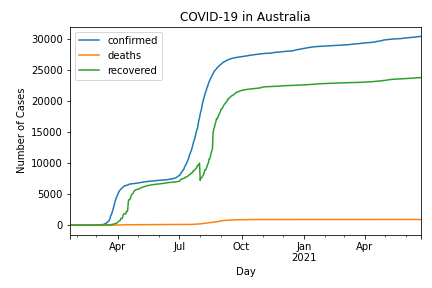 COVID-19 in Australia
confirmed
deaths
recovered
Number of Cases
30000
25000
20000
15000
10000
5000
0
Apr
Jul
Oct
Jan
2021
Apr
Day